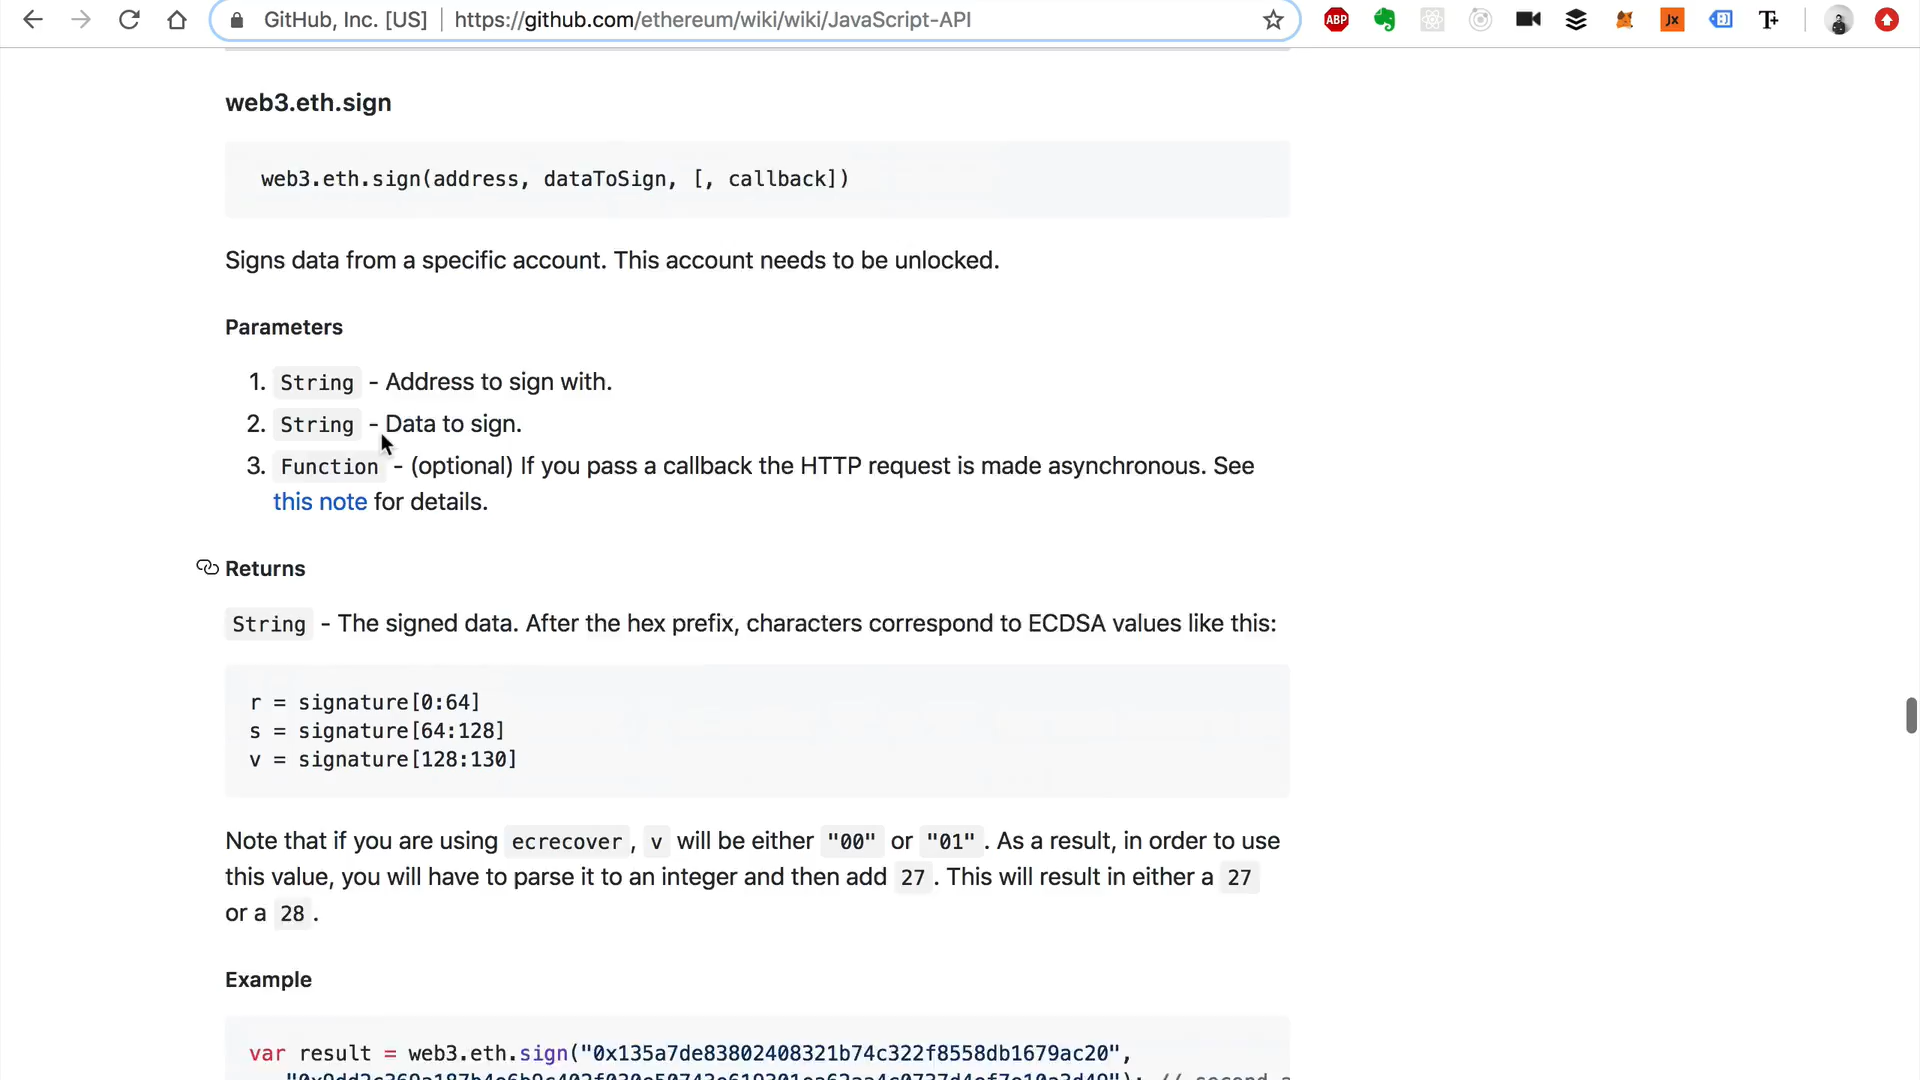 GitHub, Inc. [US] | https://github.com/ethereum/wiki/wiki/JavaScript-API
ABP
Jx
web3.eth.sign
web3.eth.sign(address, dataToSign, [, callback])
Signs data from a specific account. This account needs to be unlocked.
Parameters
1. String - Address to sign with.
2. String - Data to sign.
3. Function - (optional) If you pass a callback the HTTP request is made asynchronous. See
this note for details.
Returns
String - The signed data. After the hex prefix, characters correspond to ECDSA values like this:
r = signature[0:64]
s = signature[64:128]
v = signature[128:130]
Note that if you are using ecrecover, v will be either "00" or "01". As a result, in order to use
this value, you will have to parse it to an integer and then add 27. This will result in either a 27
or a 28.
Example
var result = web3.eth.sign("0x135a7de83802408321b74c322f8558db1679ac20",